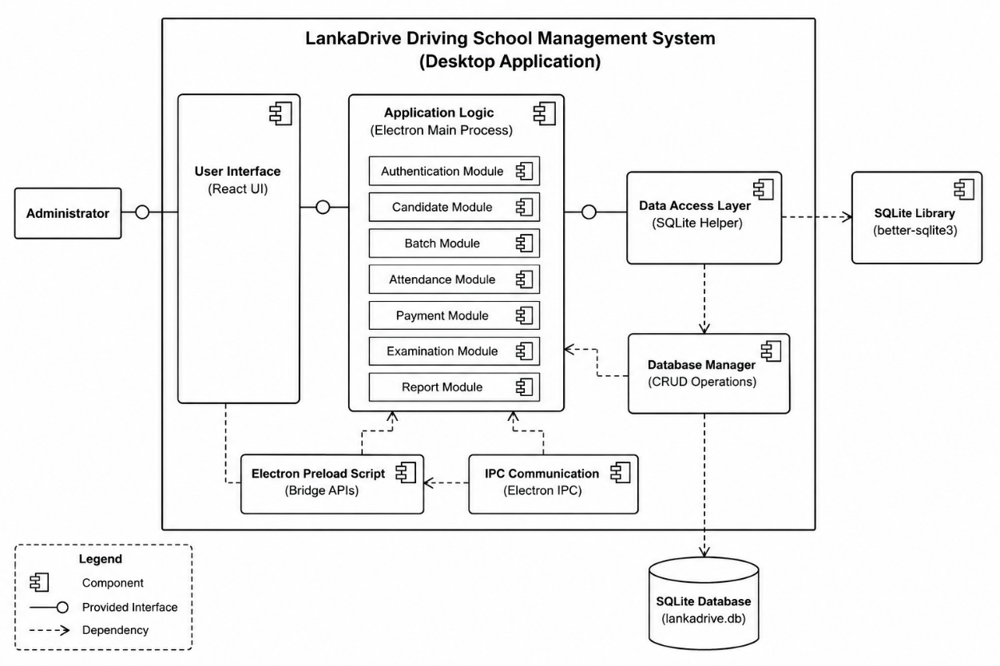 LankaDrive Driving School Management System
(Desktop Application)
Administrator
User Interface
(React UI)
Application Logic
(Electron Main Process)
Authentication Module
Candidate Module
Batch Module
Attendance Module
Payment Module
Examination Module
Report Module
Data Access Layer
(SQLite Helper)
SQLite Library
(better-sqlite3)
Database Manager
(CRUD Operations)
Electron Preload Script
(Bridge APIs)
IPC Communication
(Electron IPC)
SQLite Database
(lankadrive.db)
Legend
Component
Provided Interface
Dependency